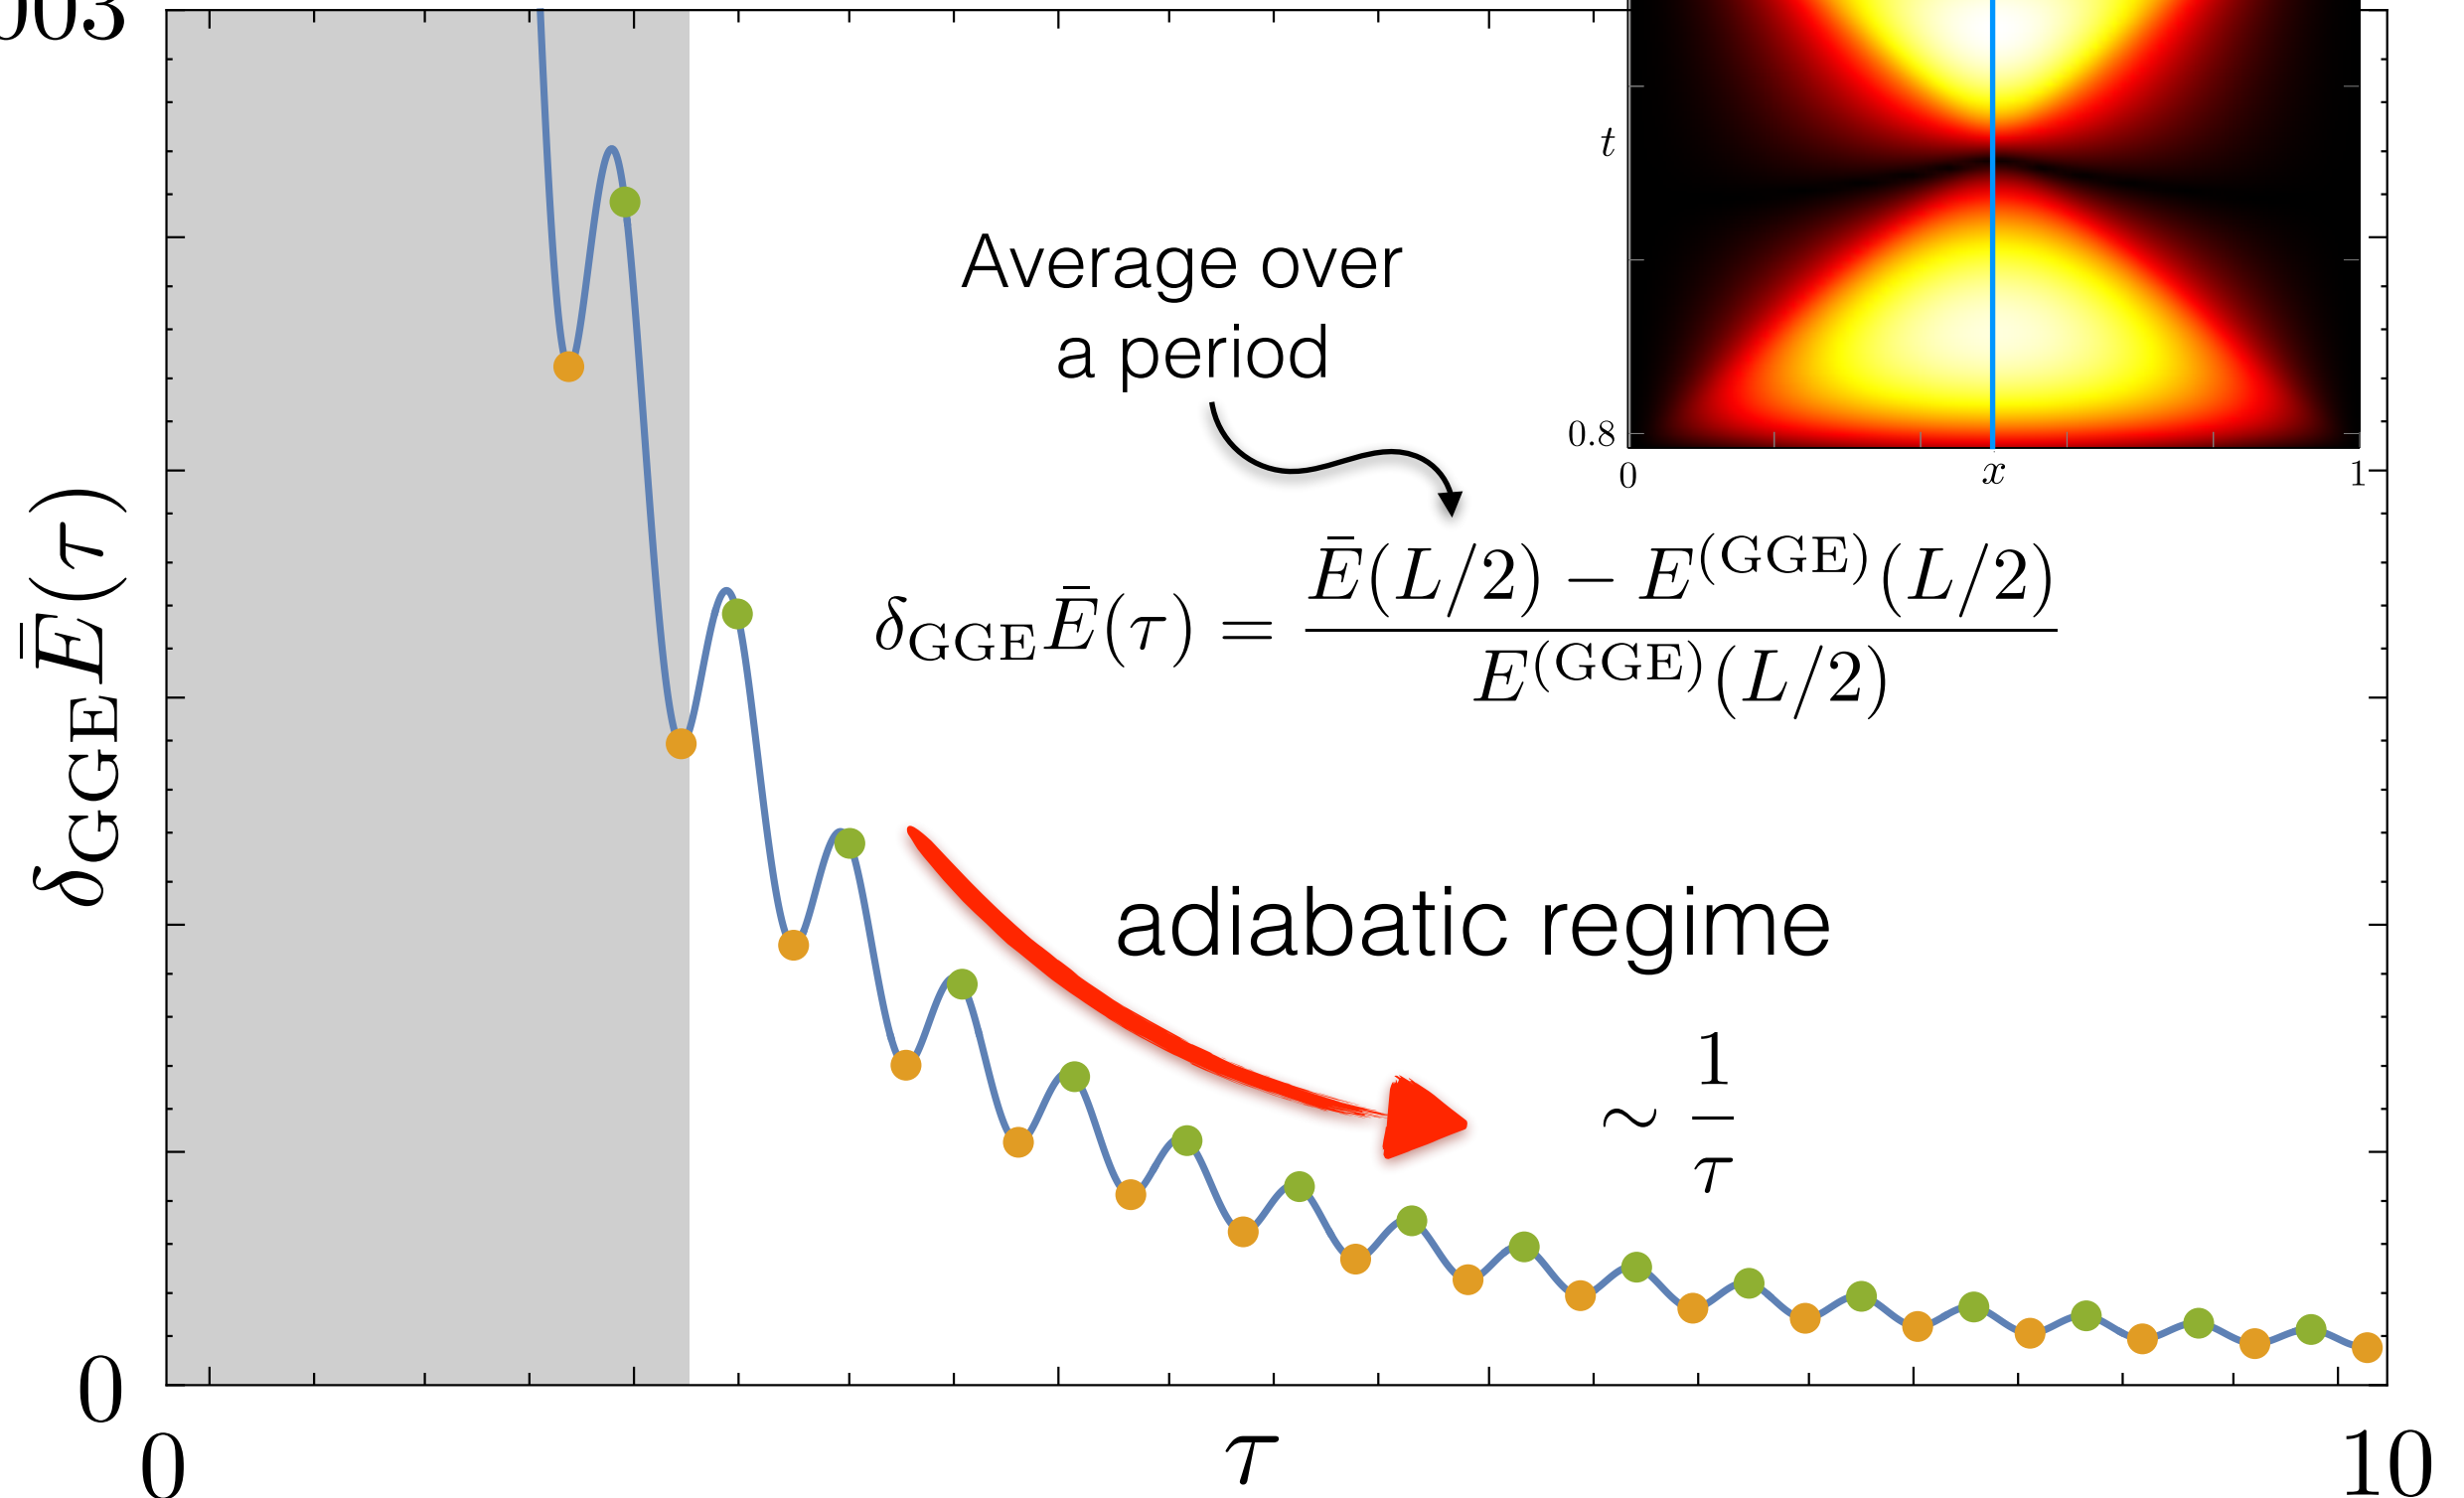 003
t
0.8
0
x
1
Average over
a period
δ_GGE Ē̄(τ) = (Ē̄(L/2) − E^(GGE)(L/2)) / E^(GGE)(L/2)
δ_GGE Ē̄(τ)
adiabatic regime
∼ 1/τ
0
0
τ
10